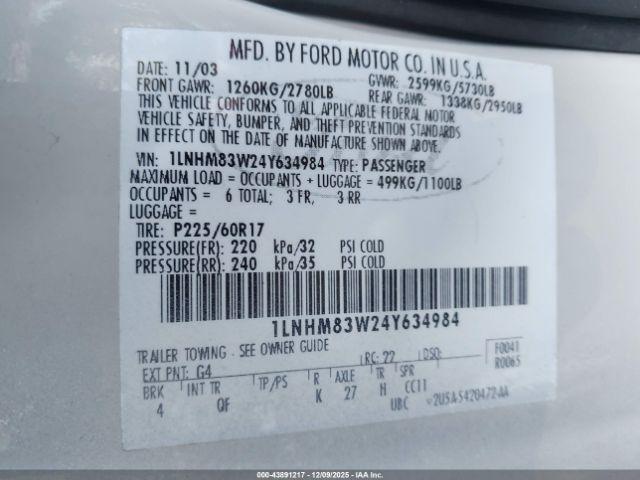 MFD. BY FORD MOTOR CO. IN U.S.A.
DATE: 11/03 GVWR: 2599KG/5730LB
FRONT GAWR: 1260KG/2780LB REAR GAWR: 1338KG/2950LB
THIS VEHICLE CONFORMS TO ALL APPLICABLE FEDERAL MOTOR
VEHICLE SAFETY, BUMPER, AND THEFT PREVENTION STANDARDS
IN EFFECT ON THE DATE OF MANUFACTURE SHOWN ABOVE.
VIN: 1LNHM83W24Y634984 TYPE: PASSENGER
MAXIMUM LOAD = OCCUPANTS + LUGGAGE = 499KG/1100LB
OCCUPANTS = 6 TOTAL; 3 FR, 3 RR
LUGGAGE =
TIRE: P225/60R17
PRESSURE(FR) 220 kPa/32 PSI COLD
PRESSURE(RR) 240 kPa/35 PSI COLD
1LNHM83W24Y634984
TRAILER TOWING - SEE OWNER GUIDE
EXT PNT: G4 RC: 22 DSO: F0041
R0065
BRK INT TR TP/PS R AXLE TR SPR
4 QF K 27 H CC11
UBC
000-43891217 - 12/09/2025 - IAAI.COM